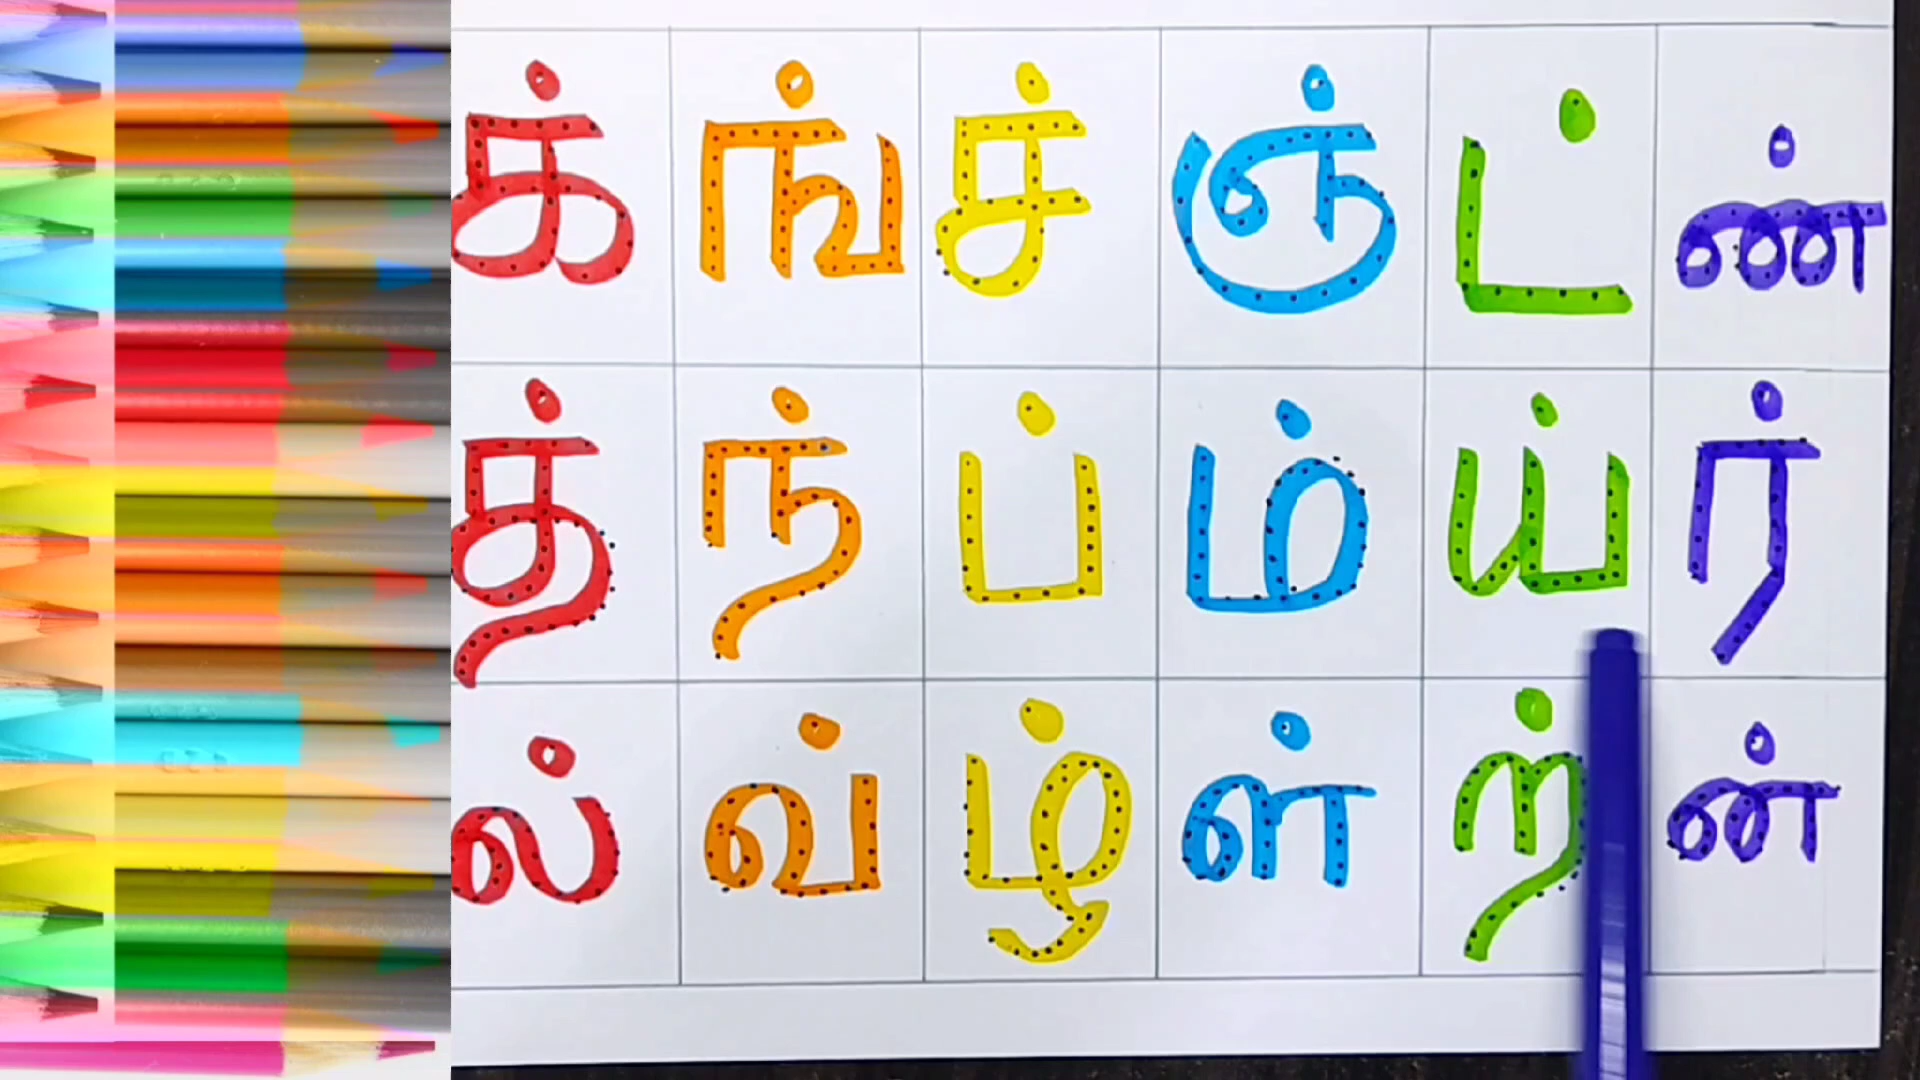 க் ங் ச் ஞ் ட் ண்
த் ந் ப் ம் ய் ர்
ல் வ் ழ் ள் ற் ன்